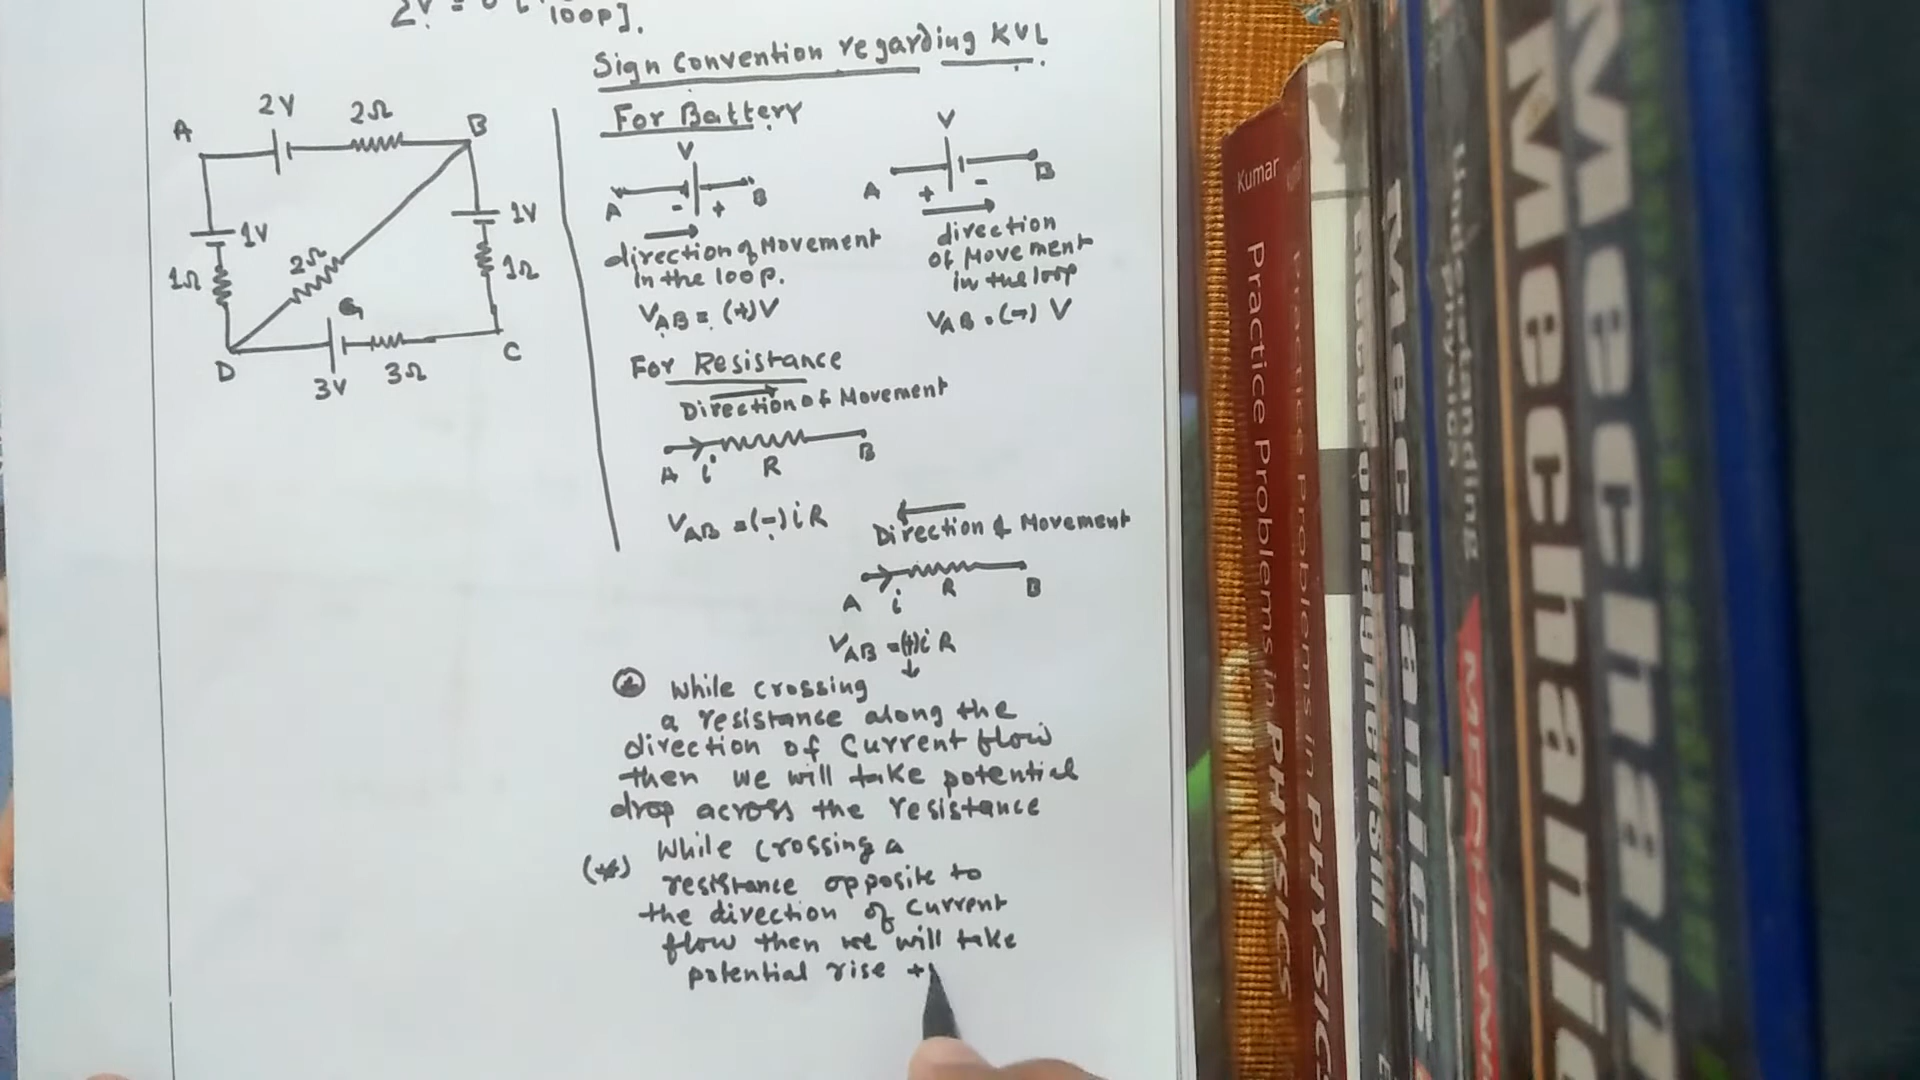 loop].
Sign convention regarding KVL
For Battery
A 2V 2Ω B
1V
1Ω
2Ω
1V
1Ω
G
D 3V 3Ω C
V
A - + B
direction of Movement
in the loop.
VAB = (+)V
V
A + - B
direction
of Movement
in the loop
VAB = (-) V
For Resistance
Direction of Movement
A i R B
VAB = (-) i R
Direction of Movement
A i R B
VAB = (+)i R
While crossing
a resistance along the
direction of current flow
then we will take potential
drop across the resistance
(**) While crossing a
resistance opposite to
the direction of current
flow then we will take
potential rise
Kumar
Practice Problems in PHYSICS
Kumar
Practice Problems in PHYSICS
Understanding
Physics
Mechanics
MECHANICS
Mechanic
Mechani